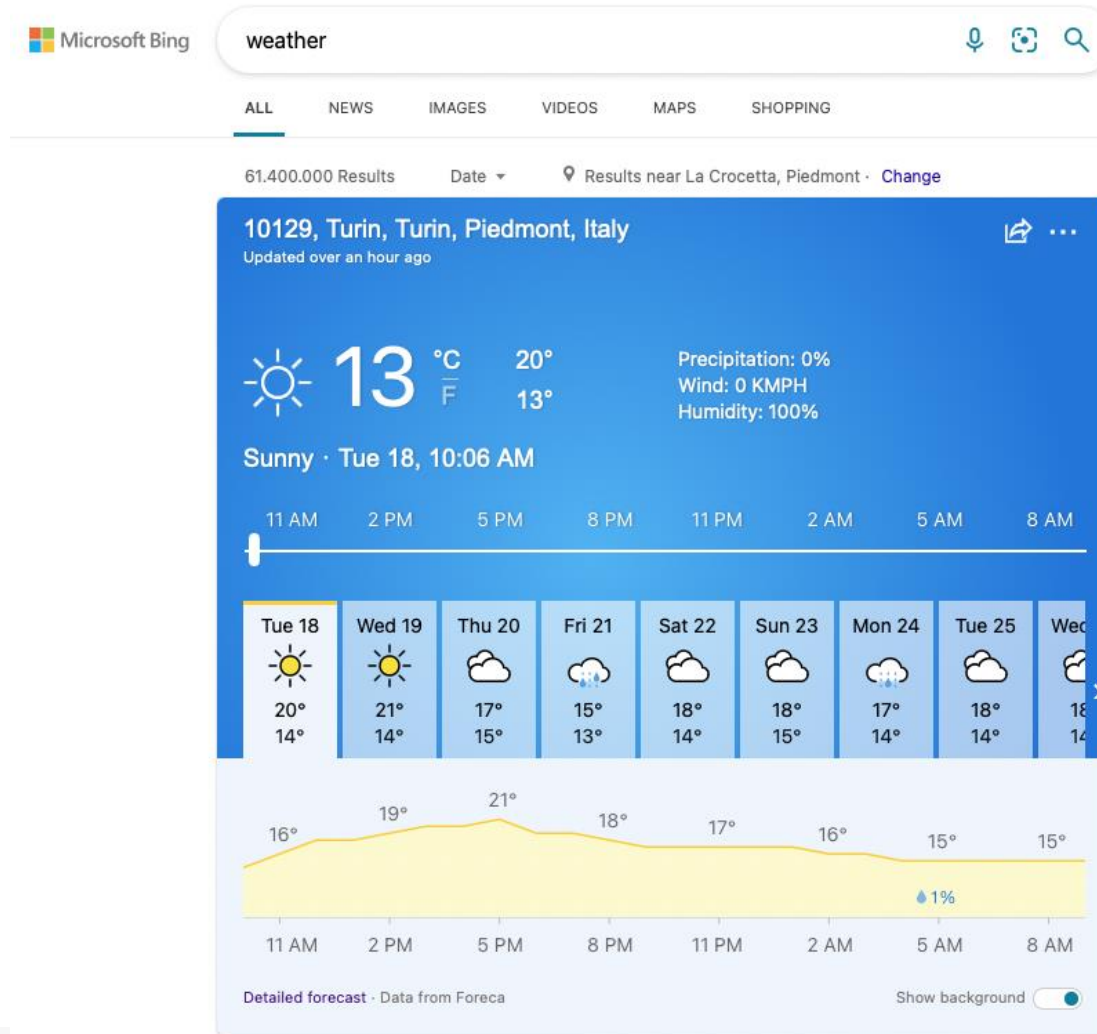 Microsoft Bing
weather
ALL NEWS IMAGES VIDEOS MAPS SHOPPING
61.400.000 Results Date Results near La Crocetta, Piedmont · Change
10129, Turin, Turin, Piedmont, Italy
Updated over an hour ago
13 °C F 20° 13°
Precipitation: 0%
Wind: 0 KMPH
Humidity: 100%
Sunny · Tue 18, 10:06 AM
11 AM 2 PM 5 PM 8 PM 11 PM 2 AM 5 AM 8 AM
Tue 18 Wed 19 Thu 20 Fri 21 Sat 22 Sun 23 Mon 24 Tue 25 Wed
20° 21° 17° 15° 18° 18° 17° 18° 18
14° 14° 15° 13° 14° 15° 14° 14° 14
16° 19° 21° 18° 17° 16° 15° 15°
1%
11 AM 2 PM 5 PM 8 PM 11 PM 2 AM 5 AM 8 AM
Detailed forecast · Data from Foreca Show background